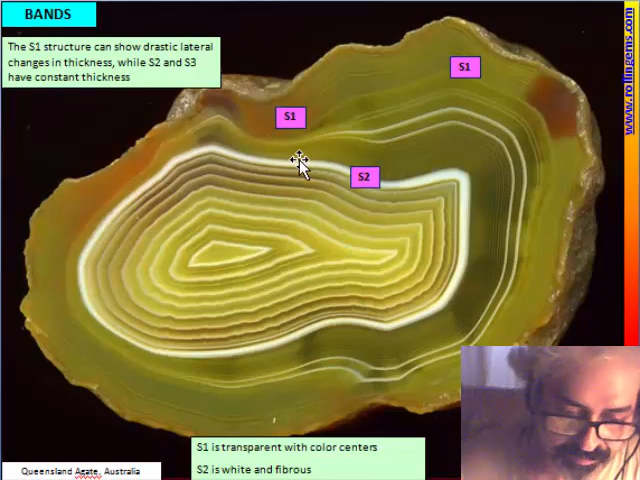 BANDS
The S1 structure can show drastic lateral
changes in thickness, while S2 and S3
have constant thickness
S1
S1
S2
www.rollingems.com
S1 is transparent with color centers
S2 is white and fibrous
Queensland Agate, Australia